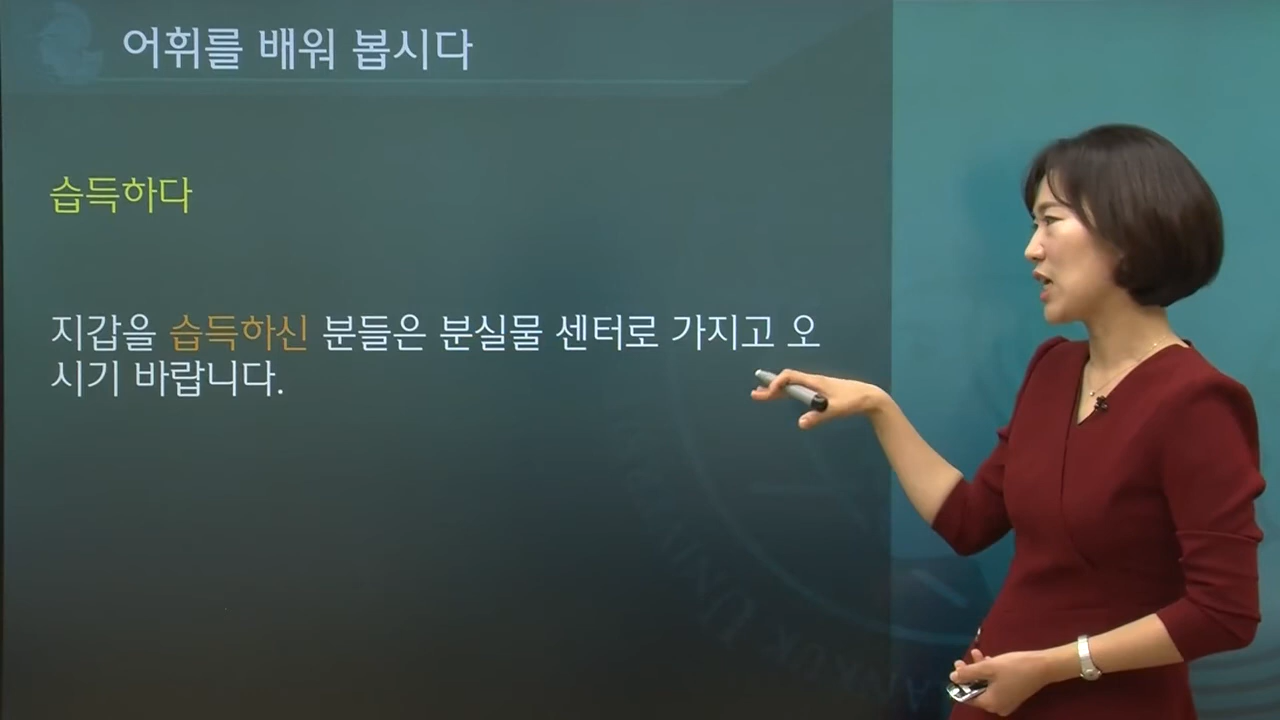 어휘를 배워 봅시다
습득하다
지갑을 습득하신 분들은 분실물 센터로 가지고 오
시기 바랍니다.